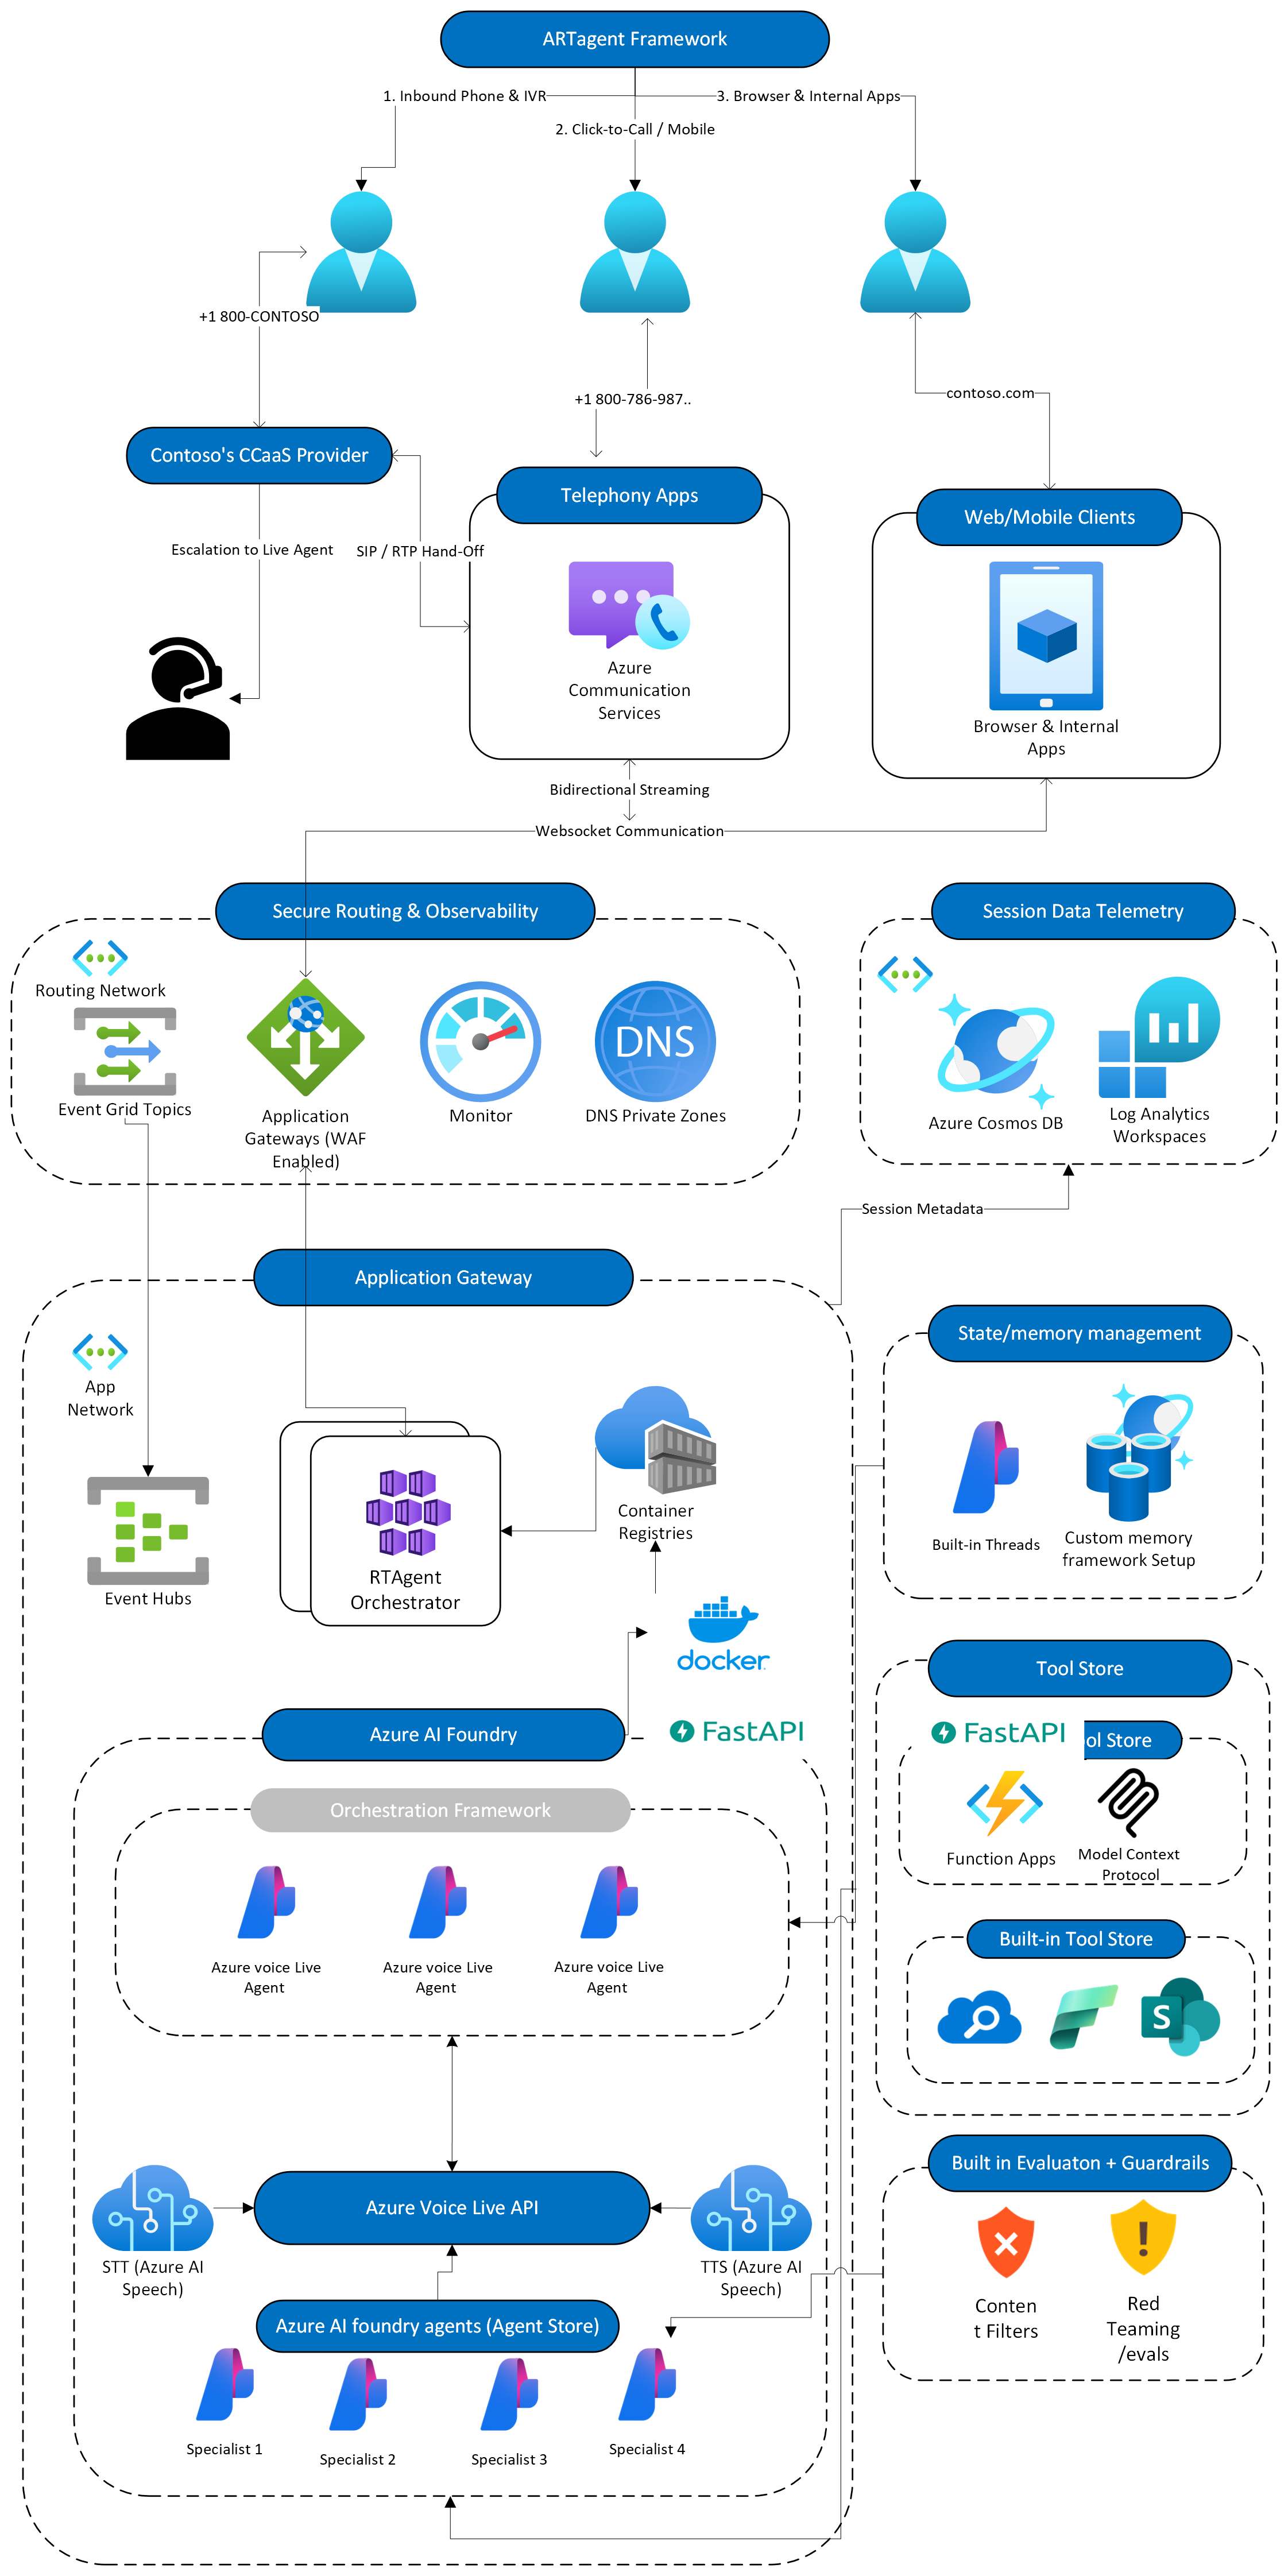 ARTagent Framework
1. Inbound Phone & IVR
3. Browser & Internal Apps
2. Click-to-Call / Mobile
+1 800-CONTOSO
+1 800-786-987..
contoso.com
Contoso's CCaaS Provider
Telephony Apps
Web/Mobile Clients
Escalation to Live Agent
SIP / RTP Hand-Off
Azure
Communication
Services
Browser & Internal
Apps
Bidirectional Streaming
Websocket Communication
Secure Routing & Observability
Session Data Telemetry
Routing Network
Event Grid Topics
Application
Gateways (WAF
Enabled)
Monitor
DNS
DNS Private Zones
Azure Cosmos DB
Log Analytics
Workspaces
Session Metadata
Application Gateway
State/memory management
App
Network
Event Hubs
RTAgent
Orchestrator
Container
Registries
Built-in Threads
Custom memory
framework Setup
docker
Tool Store
Azure AI Foundry
FastAPI
FastAPI
ol Store
Function Apps
Model Context
Protocol
Orchestration Framework
Azure voice Live
Agent
Azure voice Live
Agent
Azure voice Live
Agent
Built-in Tool Store
S
Azure Voice Live API
STT (Azure AI
Speech)
TTS (Azure AI
Speech)
Built in Evaluaton + Guardrails
Conten
t Filters
Red
Teaming
/evals
Azure AI foundry agents (Agent Store)
Specialist 1
Specialist 2
Specialist 3
Specialist 4